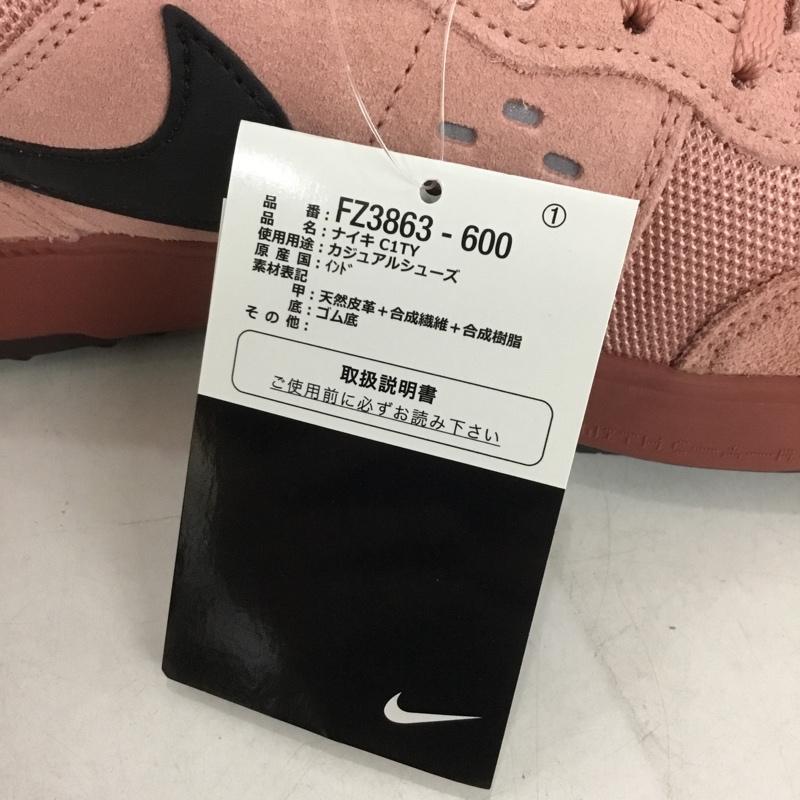 ①
品番：FZ3863 - 600
品名：ナイキ C1TY
使用用途：カジュアルシューズ
原産国：ｲﾝﾄﾞ
素材表記
甲：天然皮革＋合成繊維＋合成樹脂
底：ゴム底
その他：
取扱説明書
ご使用前に必ずお読み下さい